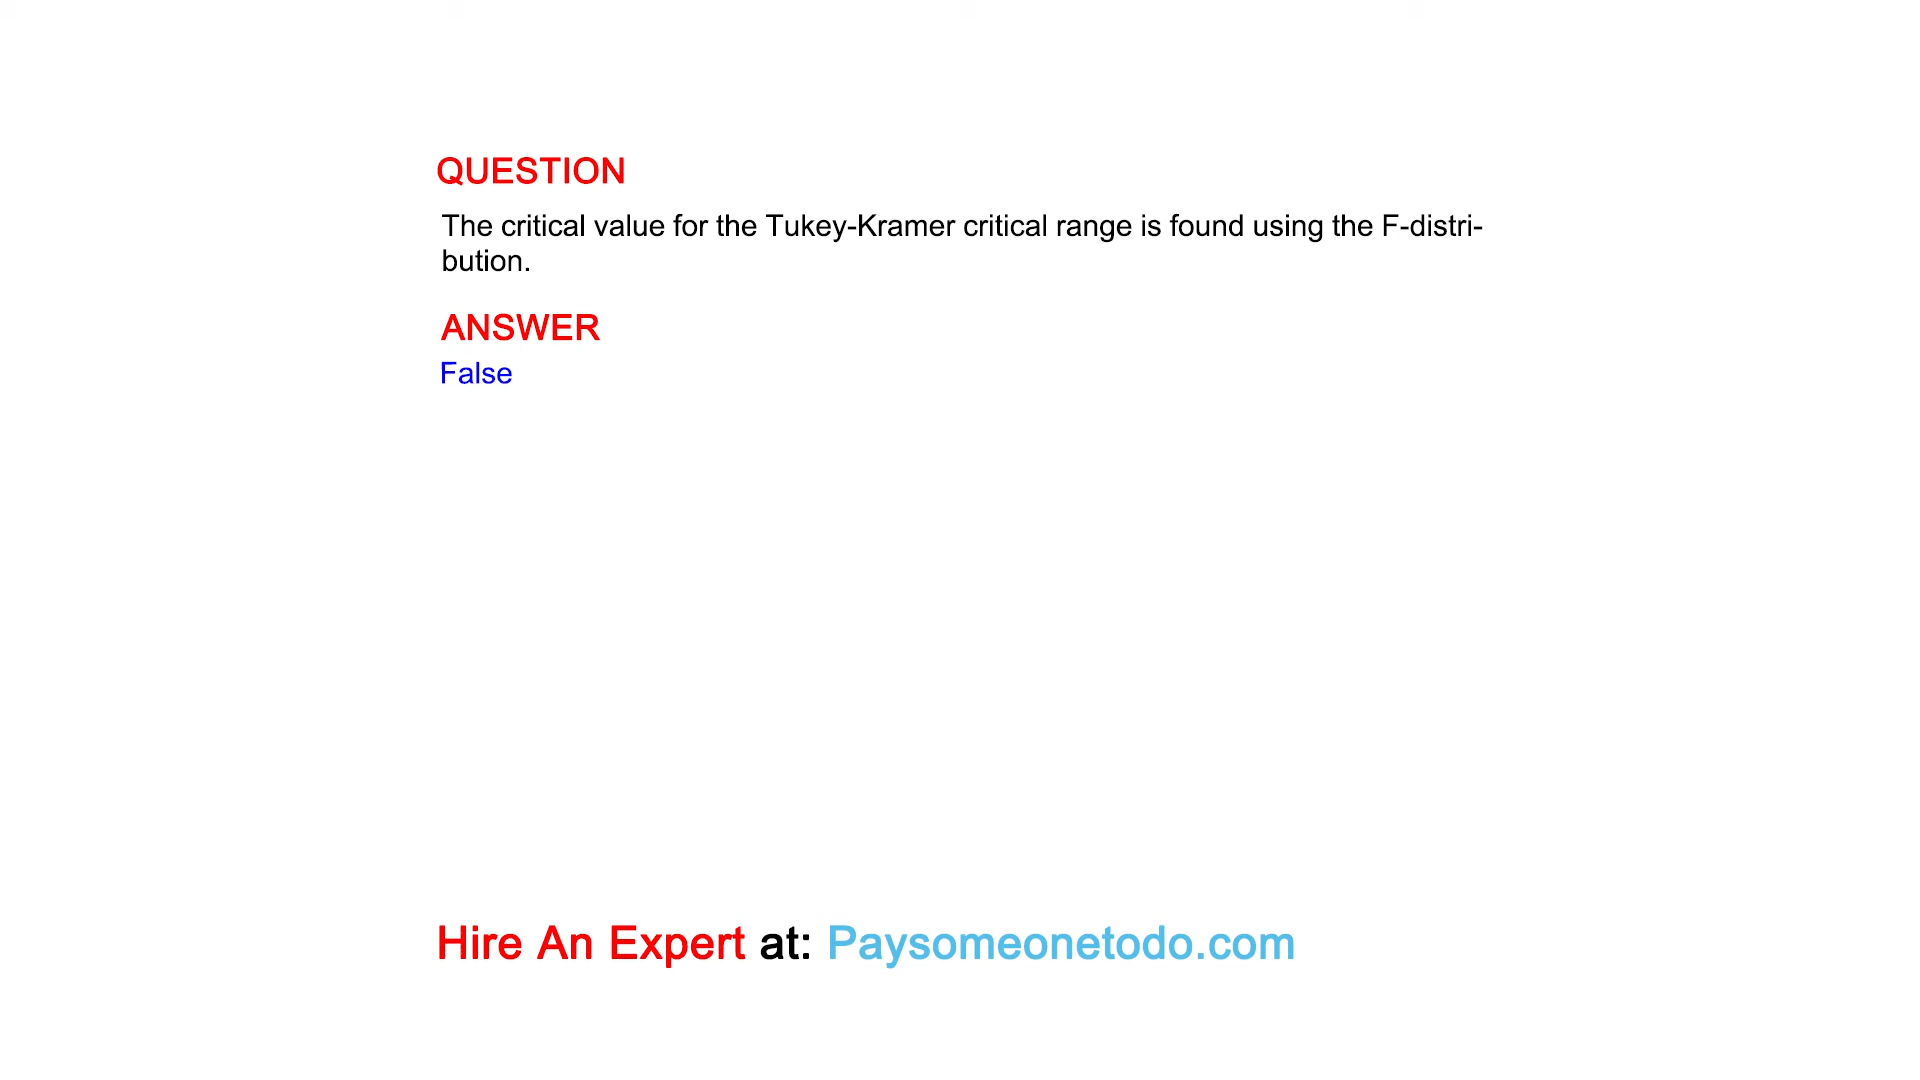 QUESTION
The critical value for the Tukey-Kramer critical range is found using the F-distri-
bution.
ANSWER
False
Hire An Expert at: Paysomeonetodo.com